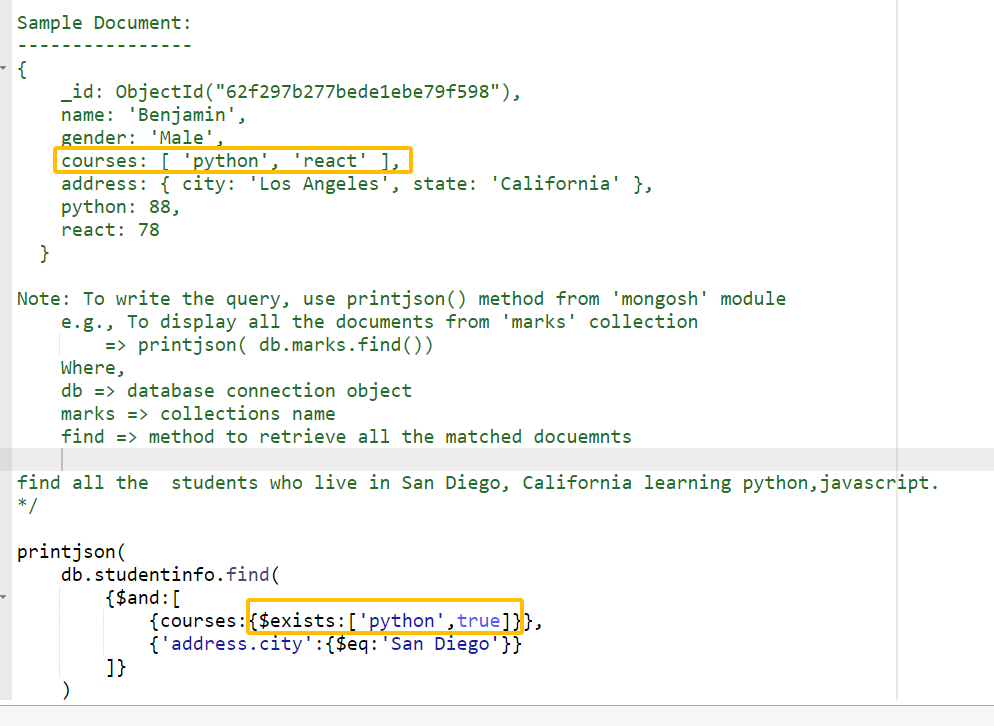 Sample Document:
----------------
{
    _id: ObjectId("62f297b277bede1ebe79f598"),
    name: 'Benjamin',
    gender: 'Male',
    courses: [ 'python', 'react' ],
    address: { city: 'Los Angeles', state: 'California' },
    python: 88,
    react: 78
  }
Note: To write the query, use printjson() method from 'mongosh' module
    e.g., To display all the documents from 'marks' collection
        => printjson( db.marks.find())
    Where,
    db => database connection object
    marks => collections name
    find => method to retrieve all the matched docuemnts
find all the  students who live in San Diego, California learning python,javascript.
*/
printjson(
    db.studentinfo.find(
        {$and:[
            {courses:{$exists:['python',true]}},
            {'address.city':{$eq:'San Diego'}}
        ]}
    )